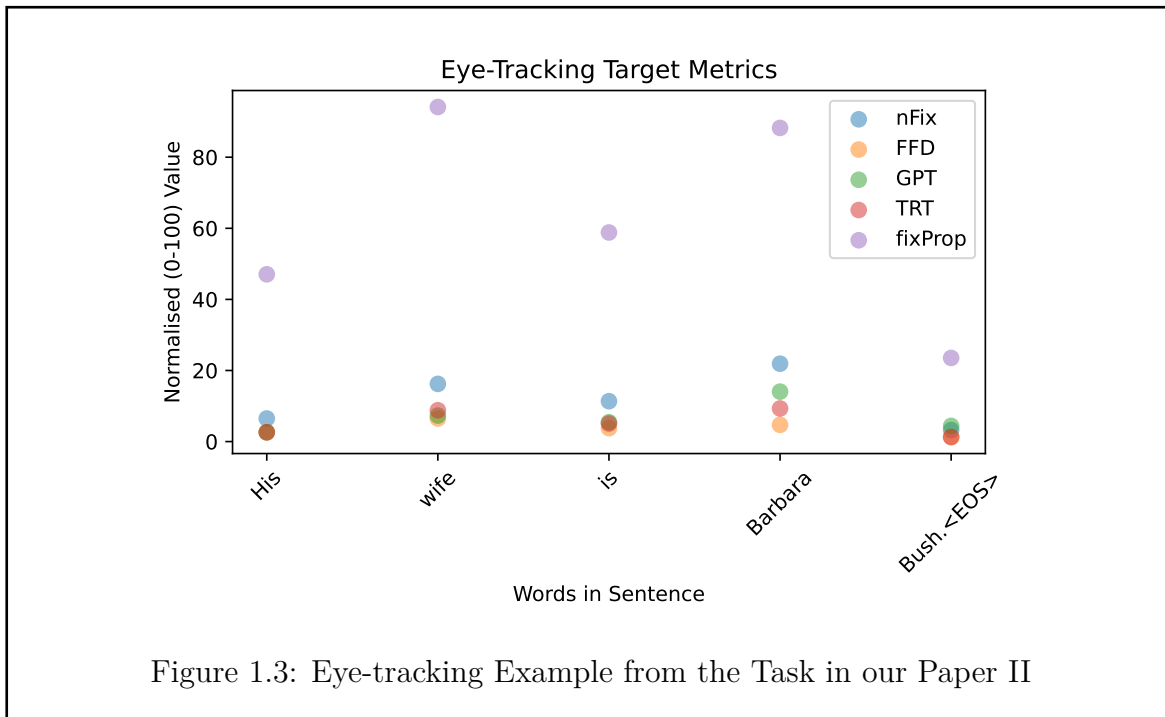 Eye-Tracking Target Metrics
Normalised (0-100) Value
80
60
40
20
0
nFix
FFD
GPT
TRT
fixProp
His
wife
is
Barbara
Bush.<EOS>
Words in Sentence
Figure 1.3: Eye-tracking Example from the Task in our Paper II